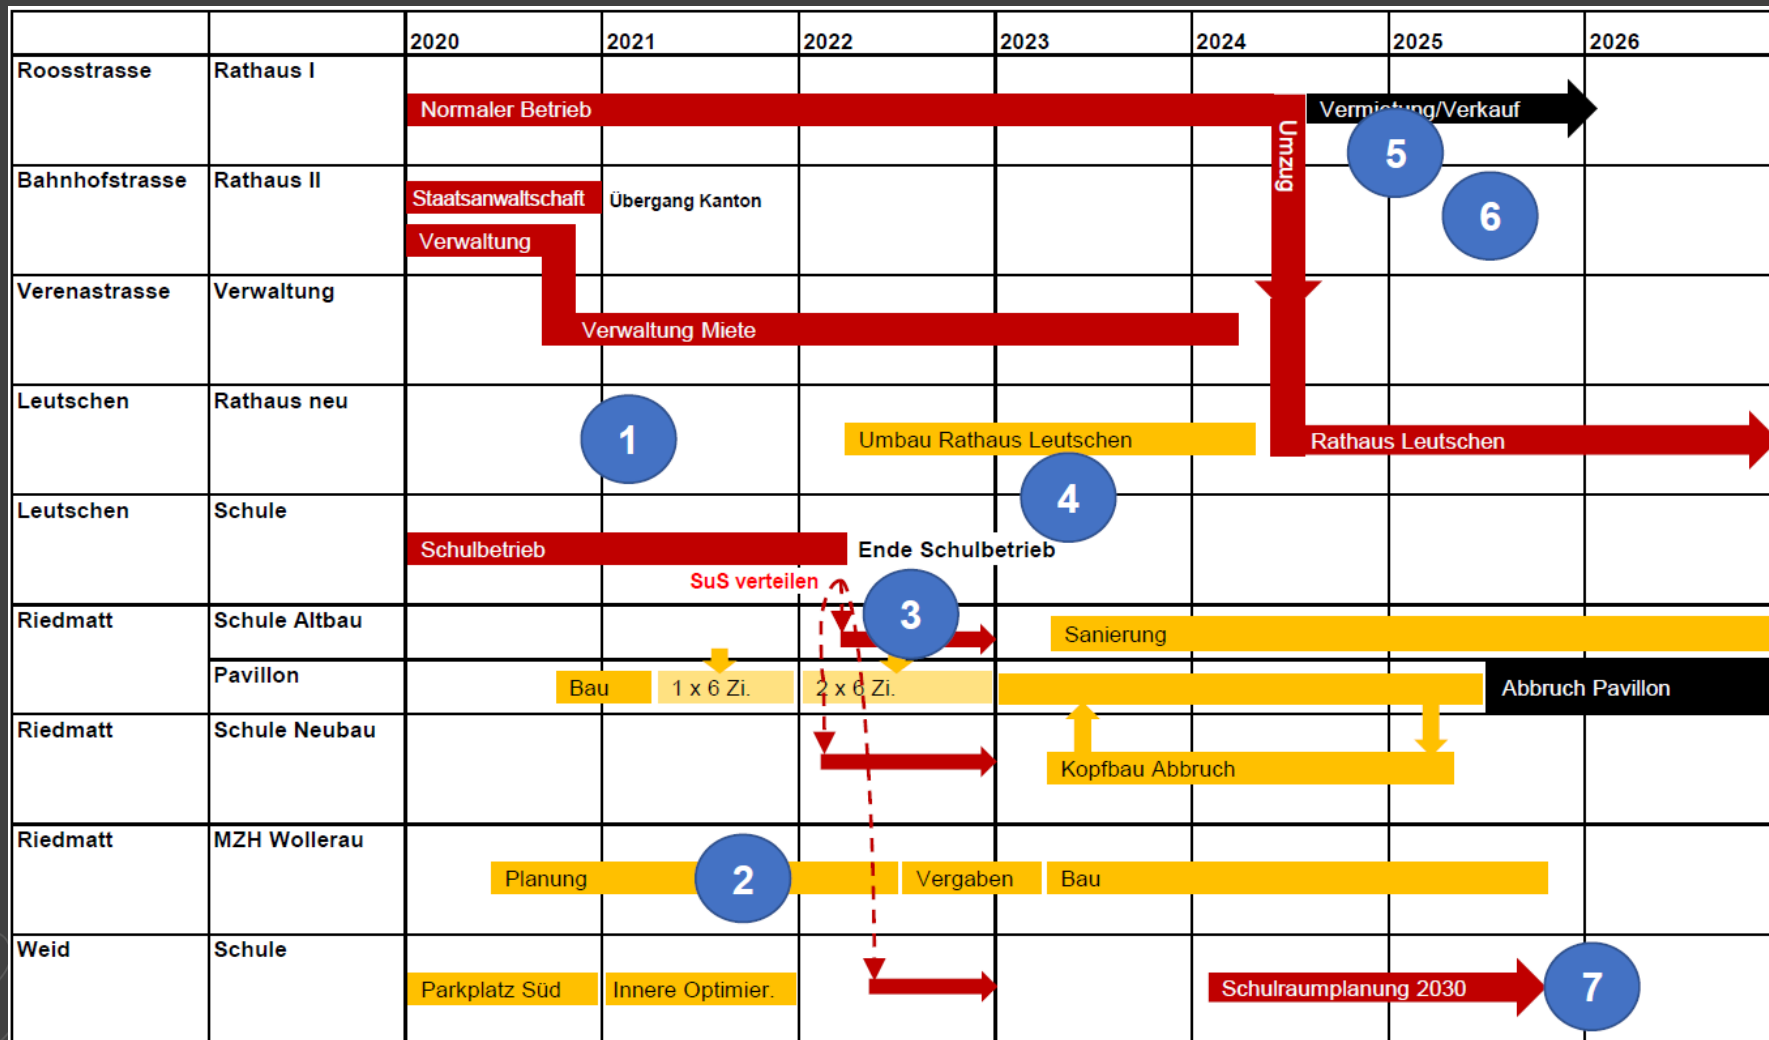 2020 2021 2022 2023 2024 2025 2026
Roosstrasse Rathaus I
Normaler Betrieb Vermietung/Verkauf
Umzug
5
Bahnhofstrasse Rathaus II
Staatsanwaltschaft Übergang Kanton
6
Verwaltung
Verenastrasse Verwaltung
Verwaltung Miete
Leutschen Rathaus neu
1 Umbau Rathaus Leutschen Rathaus Leutschen
4
Leutschen Schule
Schulbetrieb Ende Schulbetrieb
SuS verteilen
3
Riedmatt Schule Altbau
Sanierung
Pavillon
Bau 1 x 6 Zi. 2 x 6 Zi. Abbruch Pavillon
Riedmatt Schule Neubau
Kopfbau Abbruch
Riedmatt MZH Wollerau
Planung 2 Vergaben Bau
Weid Schule
Parkplatz Süd Innere Optimier. Schulraumplanung 2030 7